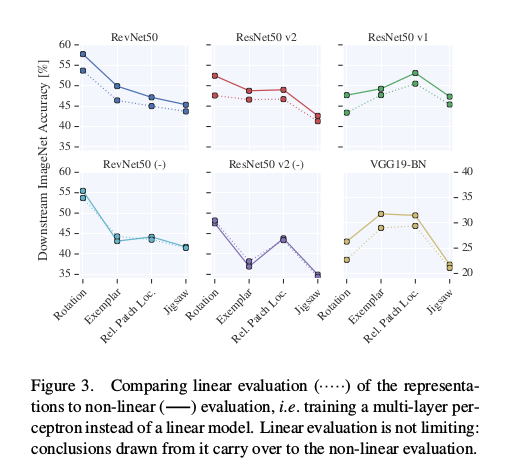 RevNet50 ResNet50 v2 ResNet50 v1
60
55
50
45
40
35
Downstream ImageNet Accuracy [%]
RevNet50 (-) ResNet50 v2 (-) VGG19-BN
60 40
55 35
50 30
45 25
40 20
35
Rotation Exemplar Rel. Patch Loc. Jigsaw Rotation Exemplar Rel. Patch Loc. Jigsaw Rotation Exemplar Rel. Patch Loc. Jigsaw
Figure 3. Comparing linear evaluation (·····) of the representa-
tions to non-linear (—) evaluation, i.e. training a multi-layer per-
ceptron instead of a linear model. Linear evaluation is not limiting:
conclusions drawn from it carry over to the non-linear evaluation.